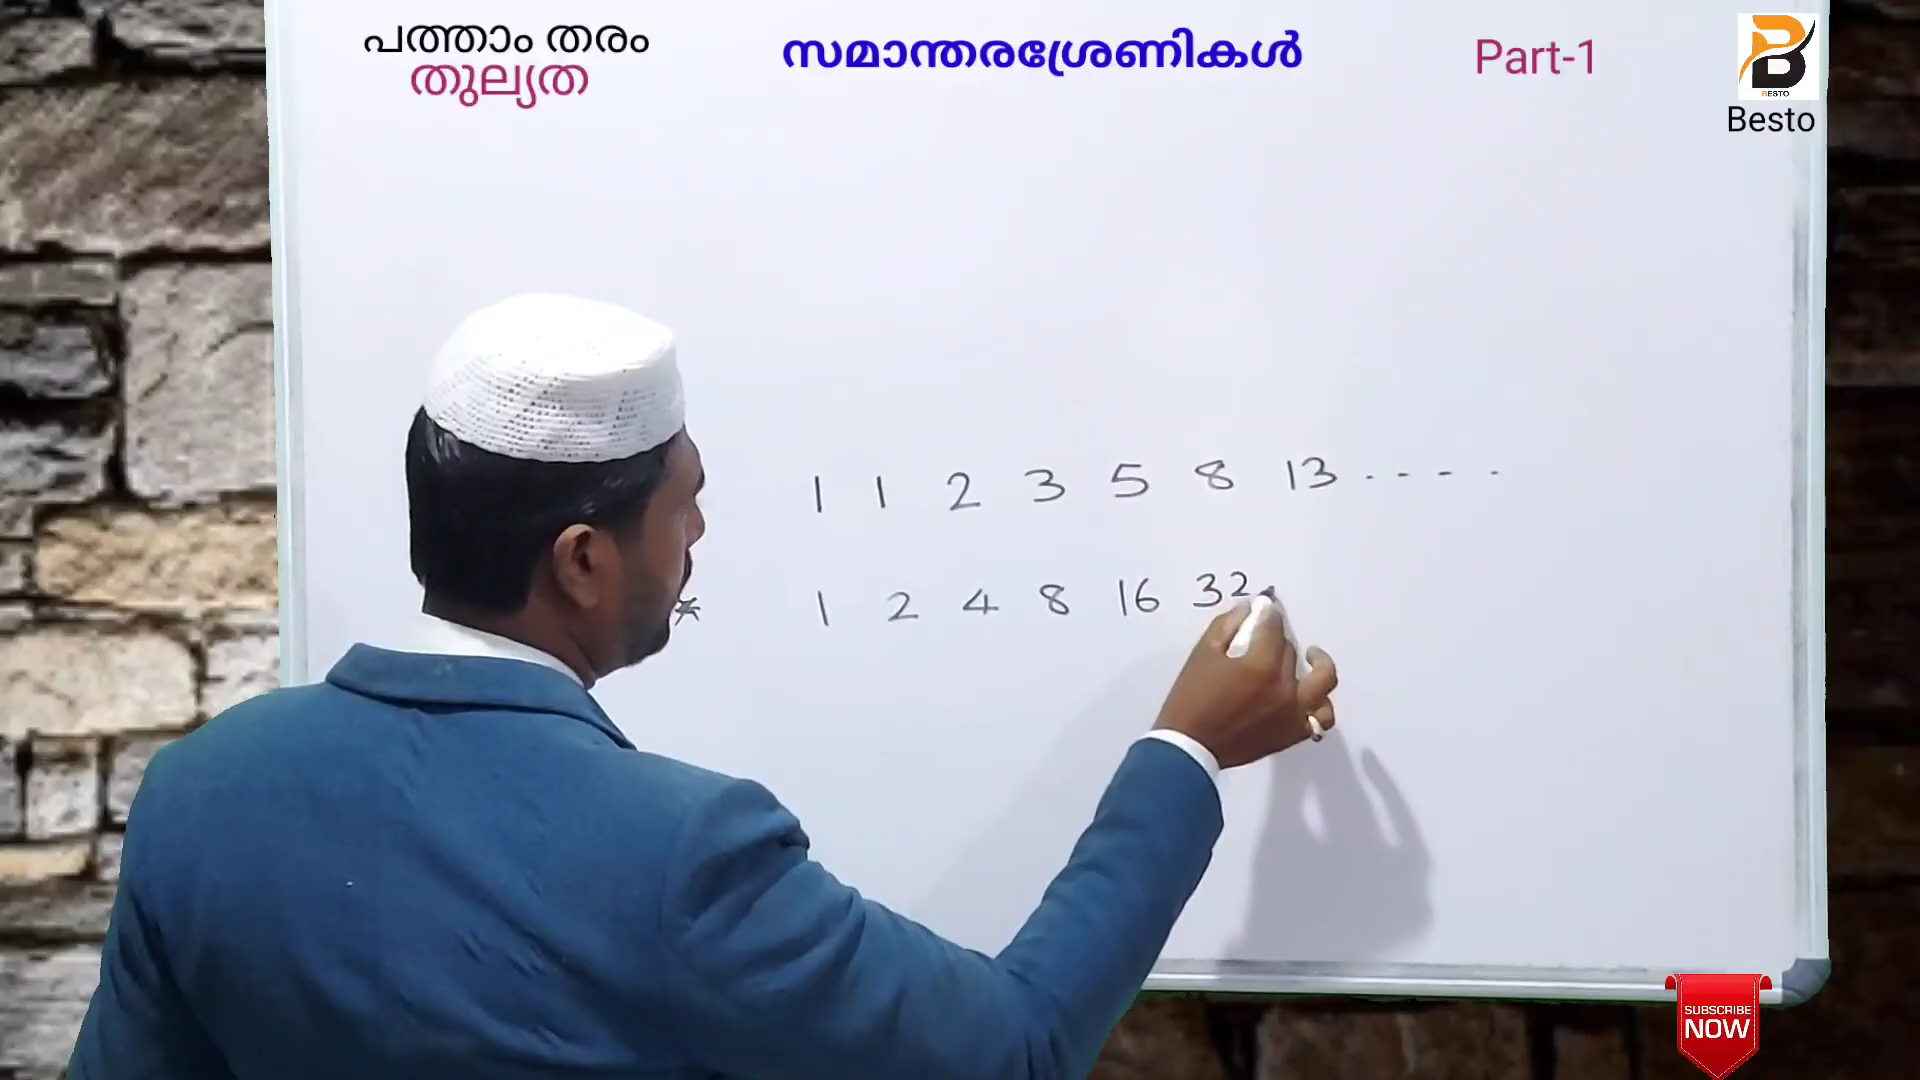 പത്താം തരം
തുല്യത
സമാന്തരശ്രേണികൾ
Part-1
BESTO
Besto
1 1 2 3 5 8 13 . . . . .
* 1 2 4 8 16 32 .
SUBSCRIBE
NOW